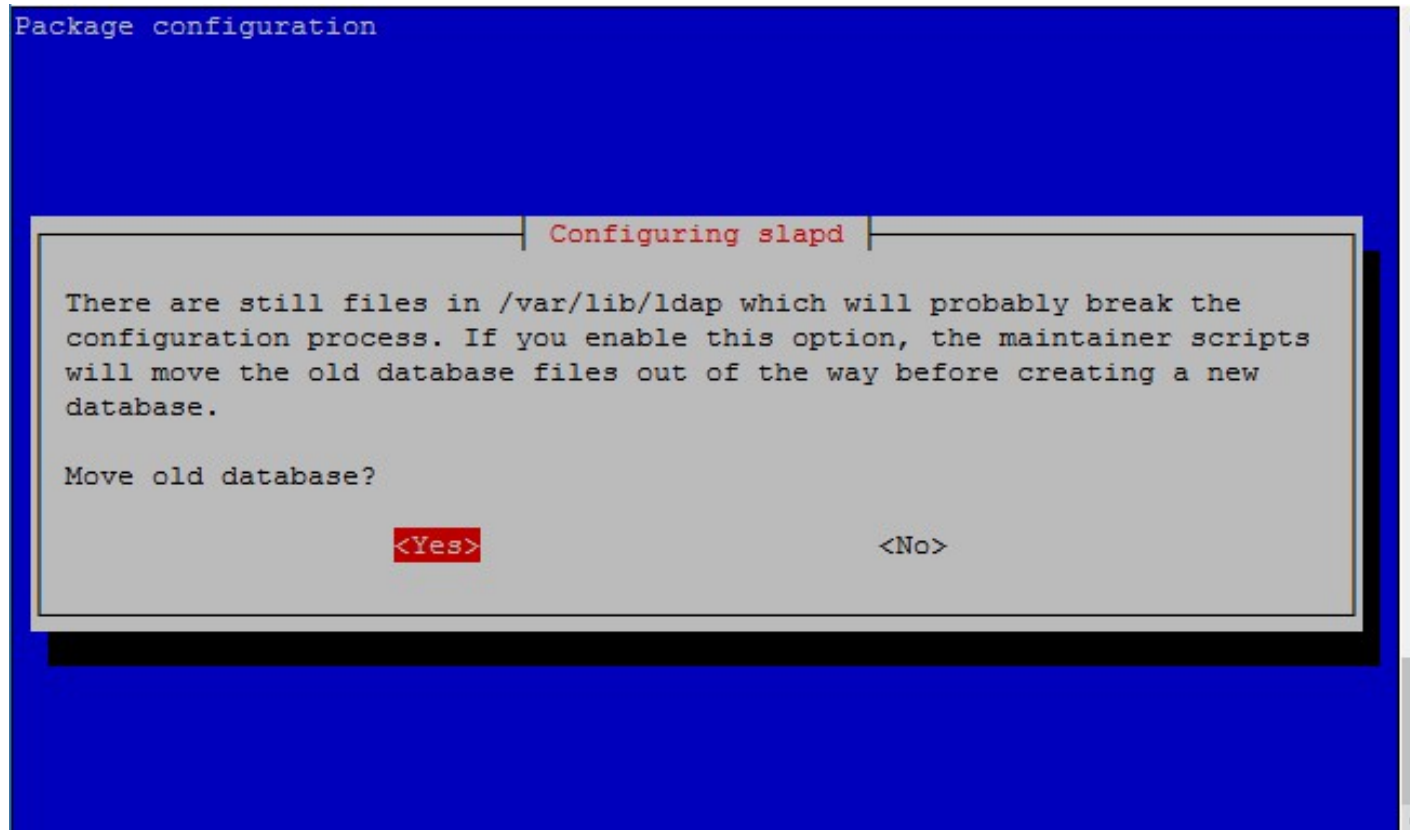 Package configuration
Configuring slapd
There are still files in /var/lib/ldap which will probably break the
configuration process. If you enable this option, the maintainer scripts
will move the old database files out of the way before creating a new
database.
Move old database?
<Yes> <No>